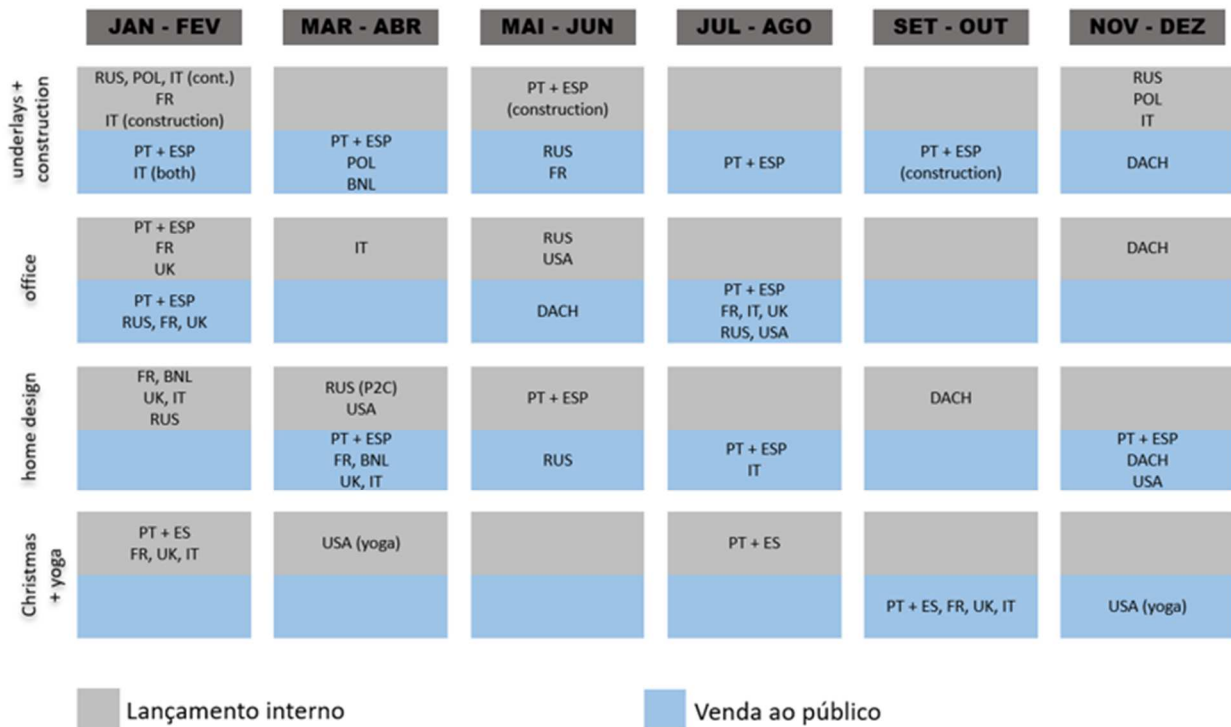 JAN - FEV
MAR - ABR
MAI - JUN
JUL - AGO
SET - OUT
NOV - DEZ
underlays +
construction
RUS, POL, IT (cont.)
FR
IT (construction)
PT + ESP
(construction)
RUS
POL
IT
PT + ESP
IT (both)
PT + ESP
POL
BNL
RUS
FR
PT + ESP
PT + ESP
(construction)
DACH
office
PT + ESP
FR
UK
IT
RUS
USA
DACH
PT + ESP
RUS, FR, UK
DACH
PT + ESP
FR, IT, UK
RUS, USA
home design
FR, BNL
UK, IT
RUS
RUS (P2C)
USA
PT + ESP
DACH
PT + ESP
FR, BNL
UK, IT
RUS
PT + ESP
IT
PT + ESP
DACH
USA
Christmas
+ yoga
PT + ES
FR, UK, IT
USA (yoga)
PT + ES
PT + ES, FR, UK, IT
USA (yoga)
Lançamento interno
Venda ao público